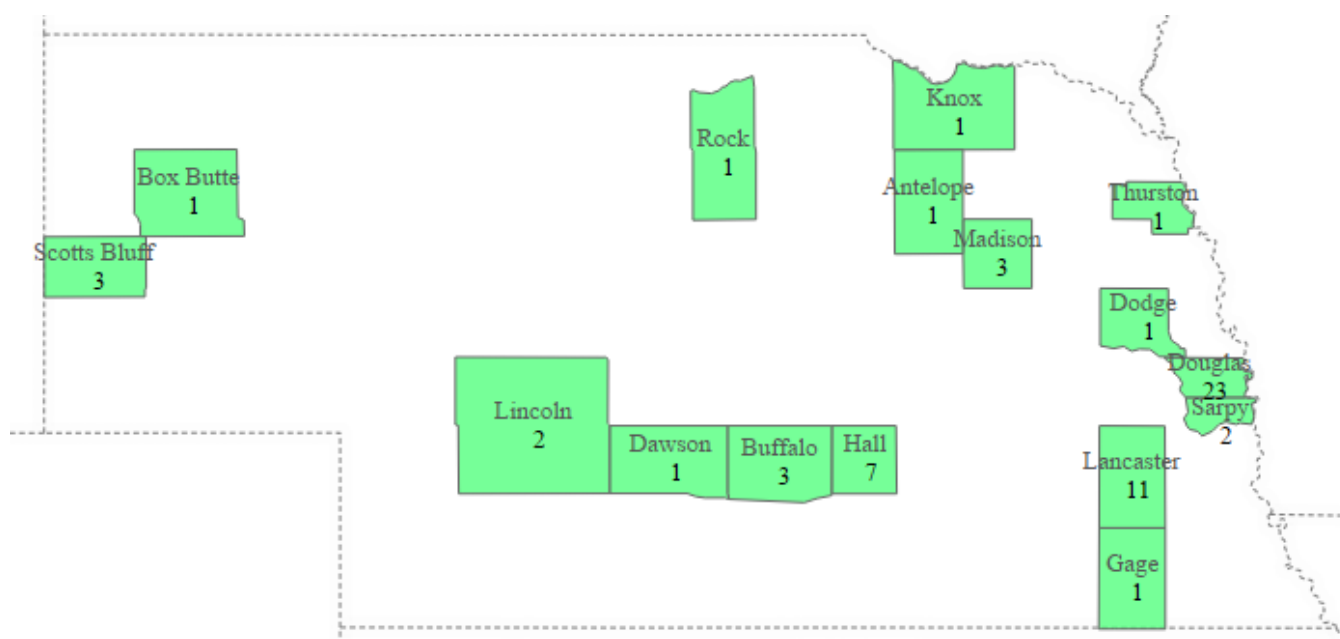 Knox
1
Rock
1
Box Butte
1
Antelope
1
Thurston
1
Madison
3
Scotts Bluff
3
Dodge
1
Douglas
23
Sarpy
2
Lincoln
2
Dawson
1
Buffalo
3
Hall
7
Lancaster
11
Gage
1